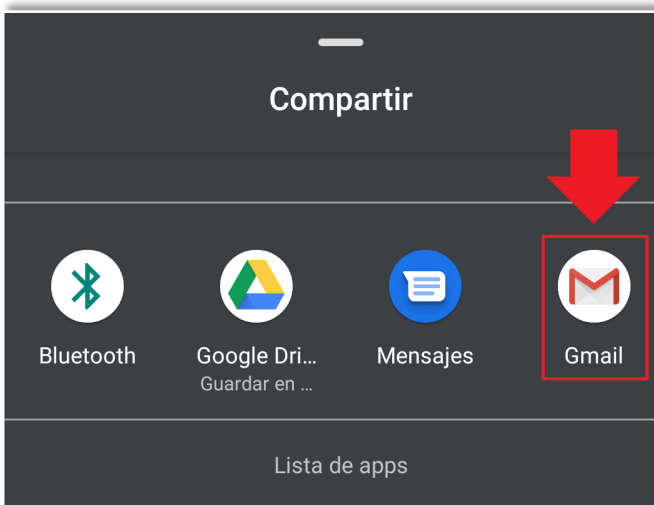 Compartir
Bluetooth
Google Dri...
Mensajes
Gmail
Guardar en ...
Lista de apps